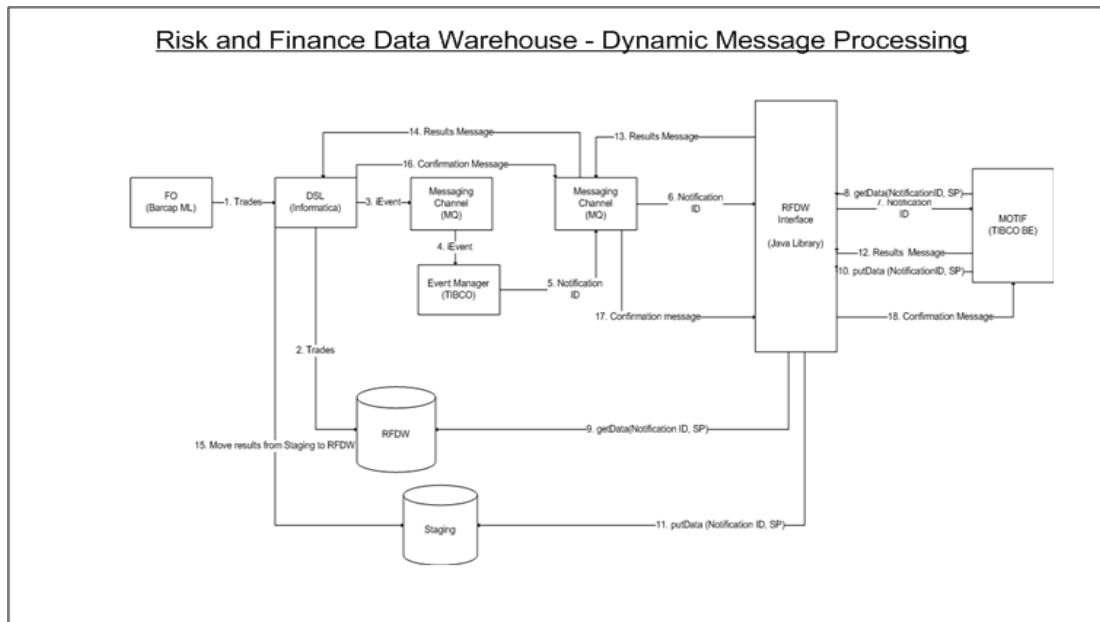 Risk and Finance Data Warehouse - Dynamic Message Processing
14. Results Message
13. Results Message
16. Confirmation Message
FO
(Barcap ML)
1. Trades
DSL
(Informatica)
3. iEvent
Messaging
Channel
(MQ)
Messaging
Channel
(MQ)
6. Notification
ID
RFDW
Interface
(Java Library)
8. getData(NotificationID, SP)
7. Notification
ID
MOTIF
(TIBCO BE)
12. Results Message
10. putData (NotificationID, SP)
4. iEvent
Event Manager
(TIBCO)
5. Notification
ID
17. Confirmation message
18. Confirmation Message
2. Trades
RFDW
9. getData(Notification ID, SP)
15. Move results from Staging to RFDW
Staging
11. putData (Notification ID, SP)